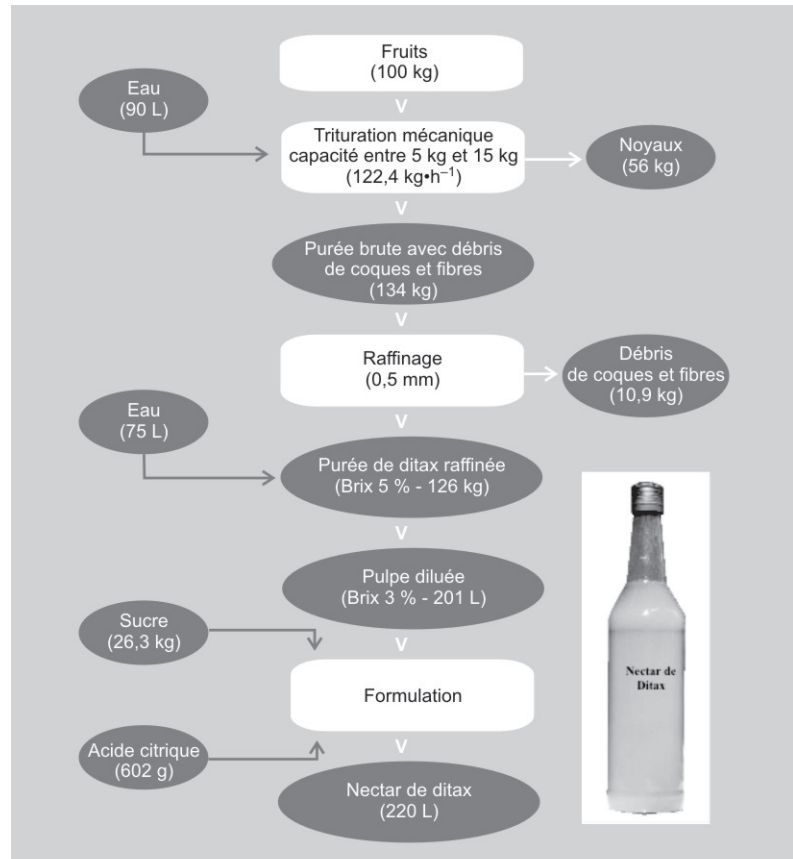 Fruits
(100 kg)
Eau
(90 L)
Trituration mécanique
capacité entre 5 kg et 15 kg
(122,4 kg•h–1)
Noyaux
(56 kg)
Purée brute avec débris
de coques et fibres
(134 kg)
Raffinage
(0,5 mm)
Débris
de coques et fibres
(10,9 kg)
Eau
(75 L)
Purée de ditax raffinée
(Brix 5 % - 126 kg)
Pulpe diluée
(Brix 3 % - 201 L)
Sucre
(26,3 kg)
Formulation
Acide citrique
(602 g)
Nectar de ditax
(220 L)
Nectar de
Ditax